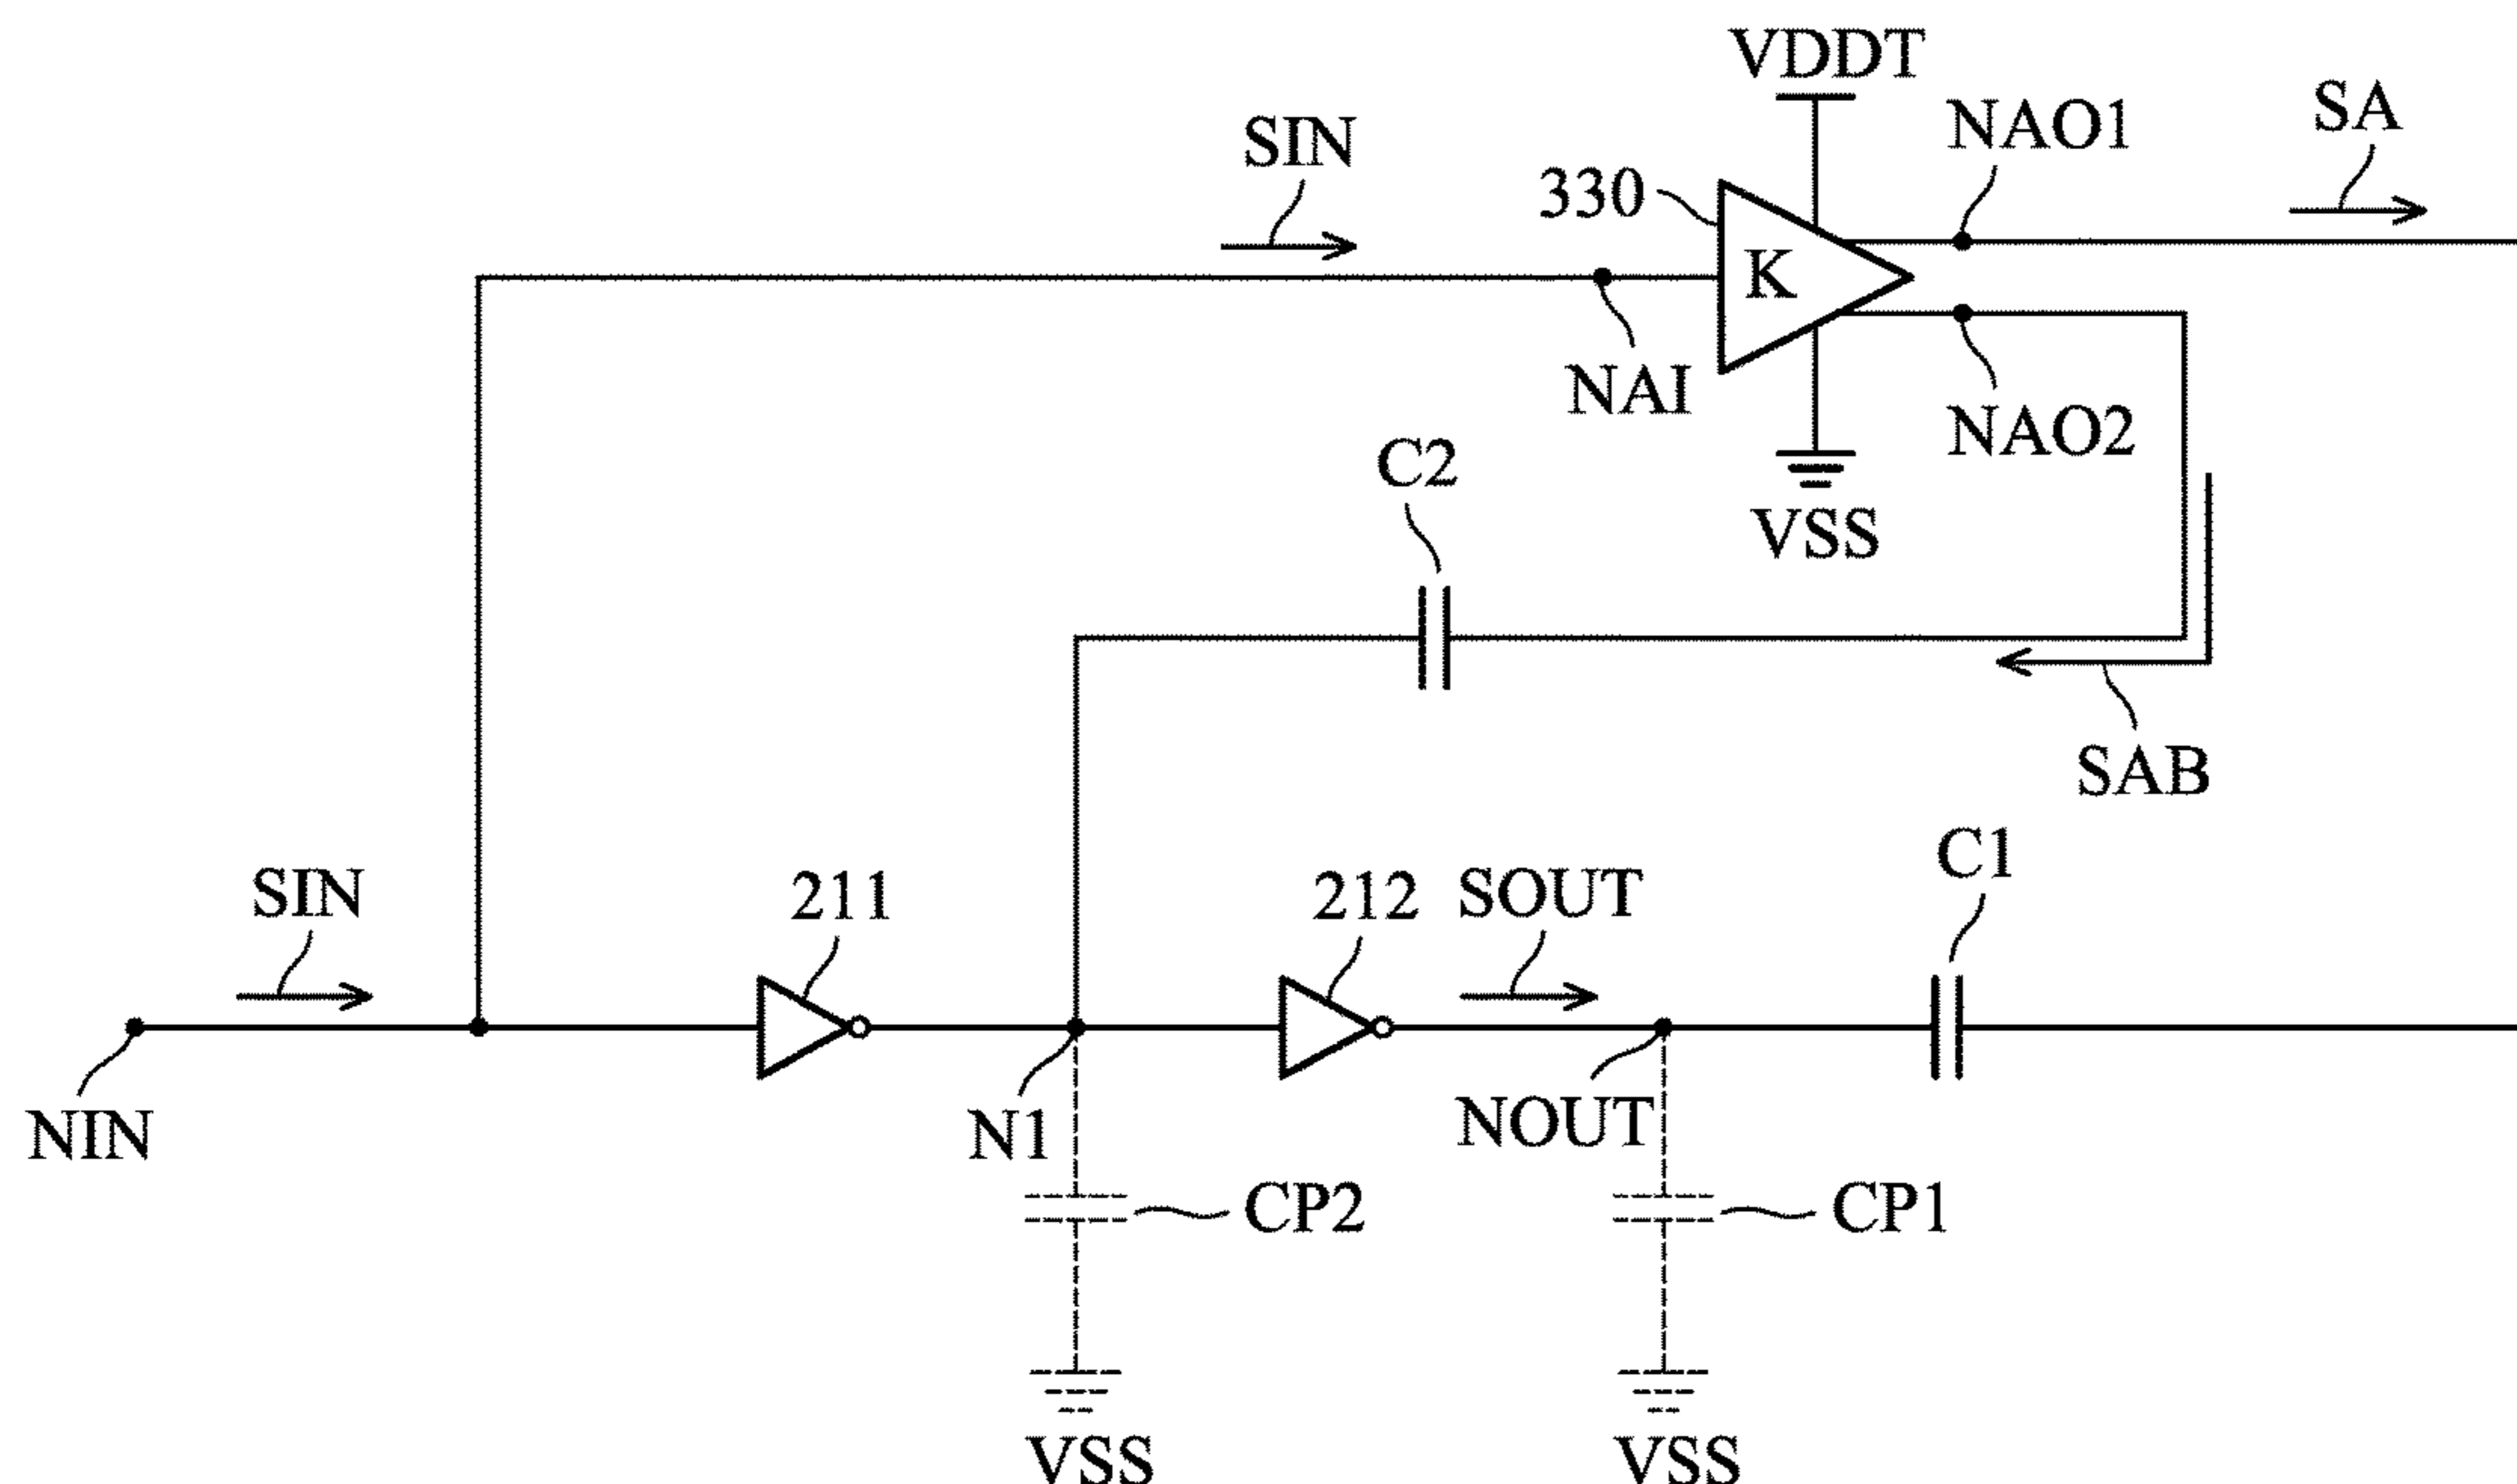 VDDT
SIN
NAO1
SA
330
K
NAI
NAO2
C2
VSS
SAB
C1
SIN
211
212
SOUT
NIN
N1
NOUT
CP2
CP1
VSS
VSS